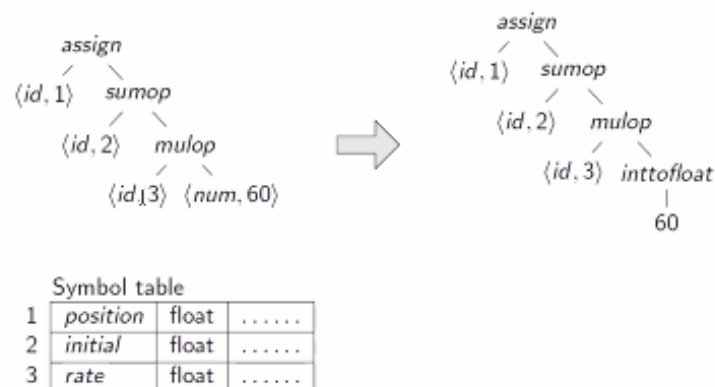 assign
⟨id, 1⟩ sumop
⟨id, 2⟩ mulop
⟨id, 3⟩ ⟨num, 60⟩
assign
⟨id, 1⟩ sumop
⟨id, 2⟩ mulop
⟨id, 3⟩ inttofloat
60
Symbol table
1 position float ......
2 initial float ......
3 rate float ......